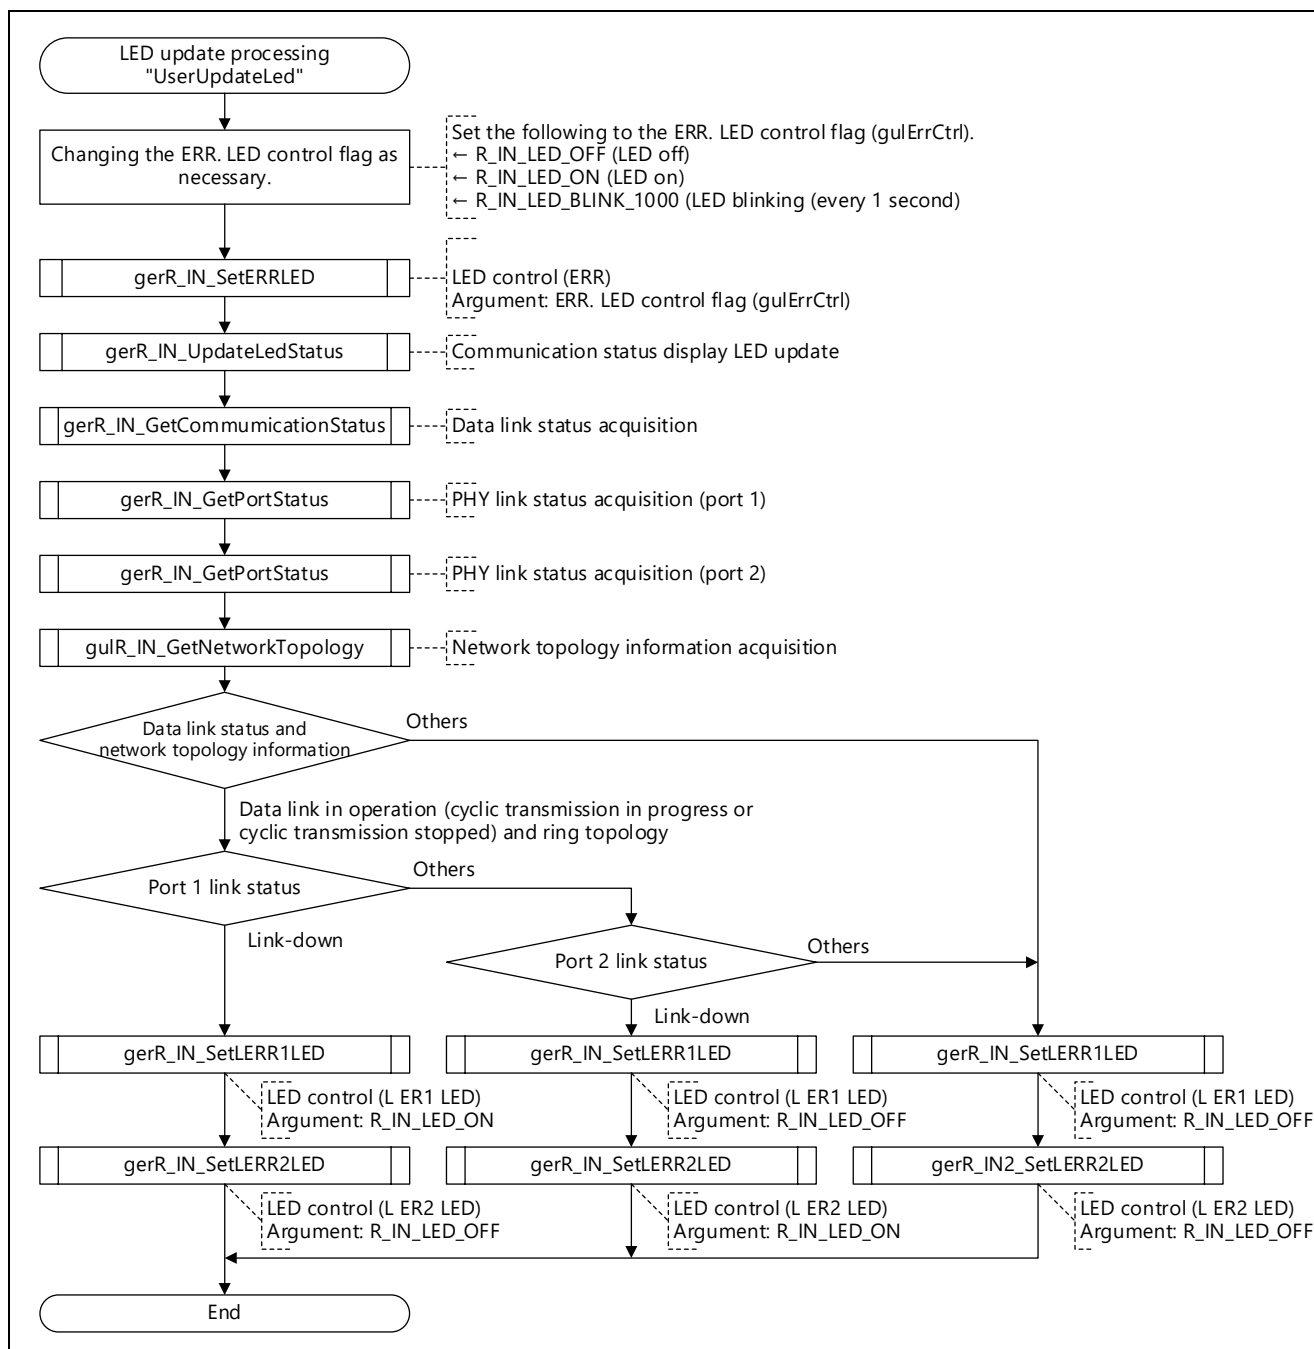 LED update processing
"UserUpdateLed"
Changing the ERR. LED control flag as
necessary.
Set the following to the ERR. LED control flag (gulErrCtrl).
← R_IN_LED_OFF (LED off)
← R_IN_LED_ON (LED on)
← R_IN_LED_BLINK_1000 (LED blinking (every 1 second)
gerR_IN_SetERRLED
LED control (ERR)
Argument: ERR. LED control flag (gulErrCtrl)
gerR_IN_UpdateLedStatus
Communication status display LED update
gerR_IN_GetCommumicationStatus
Data link status acquisition
gerR_IN_GetPortStatus
PHY link status acquisition (port 1)
gerR_IN_GetPortStatus
PHY link status acquisition (port 2)
gulR_IN_GetNetworkTopology
Network topology information acquisition
Data link status and
network topology information
Others
Data link in operation (cyclic transmission in progress or
cyclic transmission stopped) and ring topology
Port 1 link status
Others
Link-down
Port 2 link status
Others
Link-down
gerR_IN_SetLERR1LED
gerR_IN_SetLERR1LED
gerR_IN_SetLERR1LED
LED control (L ER1 LED)
Argument: R_IN_LED_ON
LED control (L ER1 LED)
Argument: R_IN_LED_OFF
LED control (L ER1 LED)
Argument: R_IN_LED_OFF
gerR_IN_SetLERR2LED
gerR_IN_SetLERR2LED
gerR_IN2_SetLERR2LED
LED control (L ER2 LED)
Argument: R_IN_LED_OFF
LED control (L ER2 LED)
Argument: R_IN_LED_ON
LED control (L ER2 LED)
Argument: R_IN_LED_OFF
End